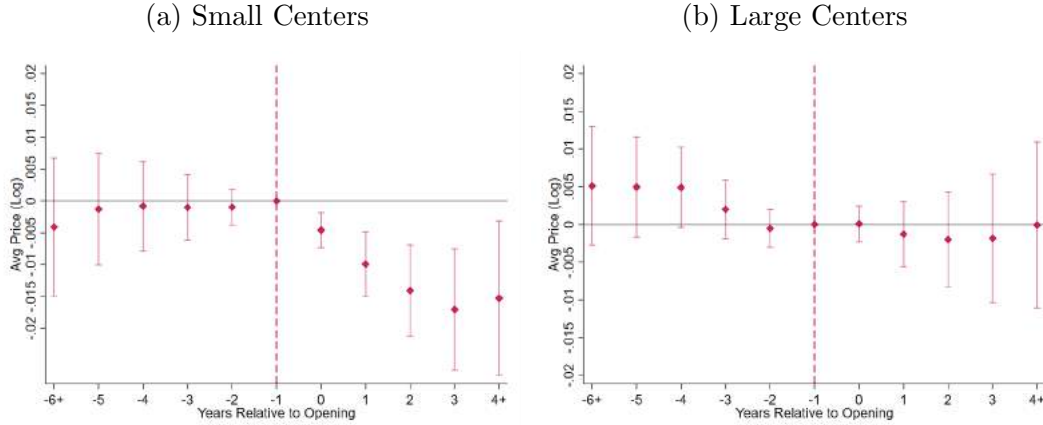 (a) Small Centers
(b) Large Centers
Avg Price (Log)
.02
.015
.01
.005
0
-.005
-.01
-.015
-.02
-6+ -5 -4 -3 -2 -1 0 1 2 3 4+
Years Relative to Opening
Avg Price (Log)
.02
.015
.01
.005
0
-.005
-.01
-.015
-.02
-6+ -5 -4 -3 -2 -1 0 1 2 3 4+
Years Relative to Opening